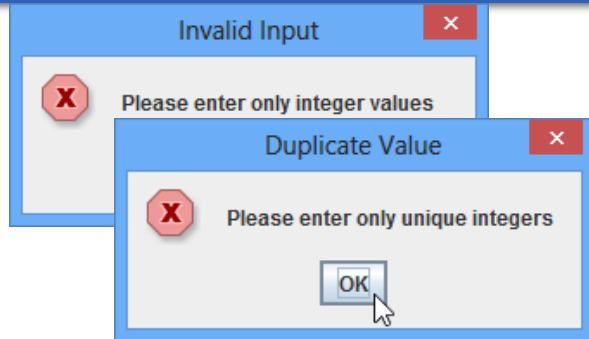 Invalid Input
Please enter only integer values
Duplicate Value
Please enter only unique integers
OK